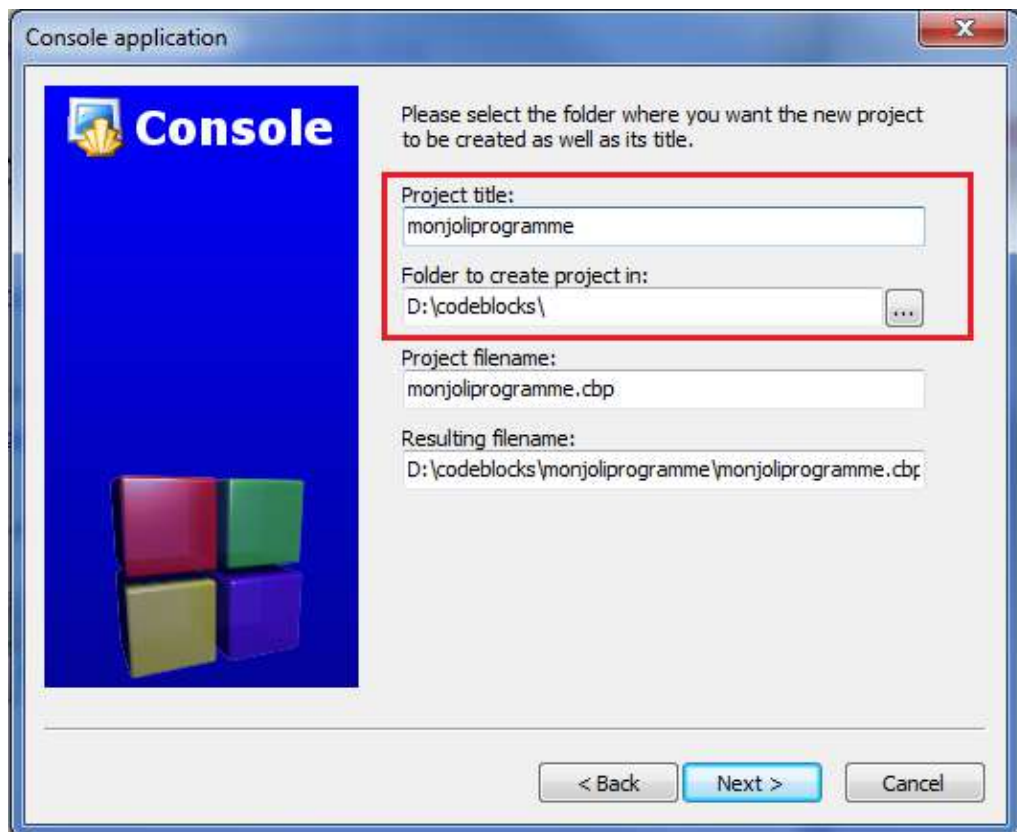 Console application
Console
Please select the folder where you want the new project
to be created as well as its title.
Project title:
monjoliprogramme
Folder to create project in:
D:\codeblocks\
...
Project filename:
monjoliprogramme.cbp
Resulting filename:
D:\codeblocks\monjoliprogramme\monjoliprogramme.cbp
< Back
Next >
Cancel